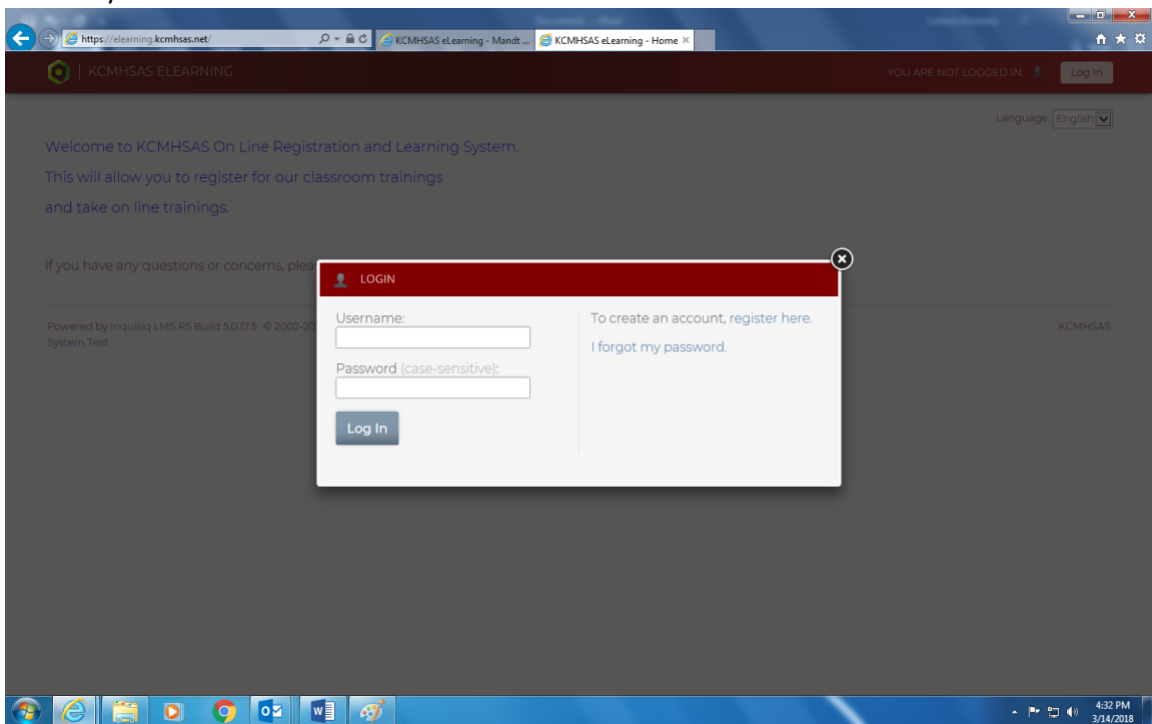 https://elearning.kcmhsas.net/
KCMHSAS eLearning - Mandt ...
KCMHSAS eLearning - Home
KCMHSAS ELEARNING
YOU ARE NOT LOGGED IN.
Log In
Language: English
Welcome to KCMHSAS On Line Registration and Learning System.
This will allow you to register for our classroom trainings
and take on line trainings.
If you have any questions or concerns, plea
LOGIN
Username:
To create an account, register here.
I forgot my password.
Password (case-sensitive):
Log In
Powered by Inquisiq LMS R5 Build 5.0.17.5 © 2002-20
System Test
KCMHSAS
4:32 PM
3/14/2018